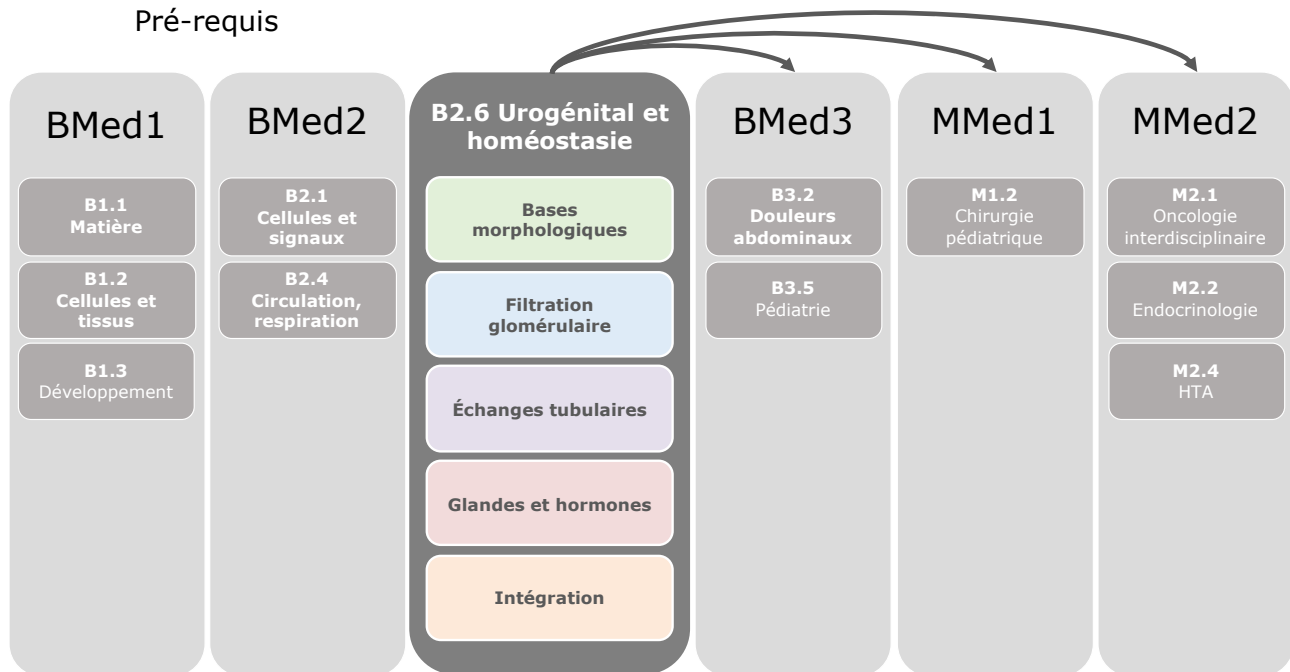 Pré-requis
BMed1
B1.1
Matière
B1.2
Cellules et
tissus
B1.3
Développement
BMed2
B2.1
Cellules et
signaux
B2.4
Circulation,
respiration
B2.6 Urogénital et
homéostasie
Bases
morphologiques
Filtration
glomérulaire
Échanges tubulaires
Glandes et hormones
Intégration
BMed3
B3.2
Douleurs
abdominaux
B3.5
Pédiatrie
MMed1
M1.2
Chirurgie
pédiatrique
MMed2
M2.1
Oncologie
interdisciplinaire
M2.2
Endocrinologie
M2.4
HTA